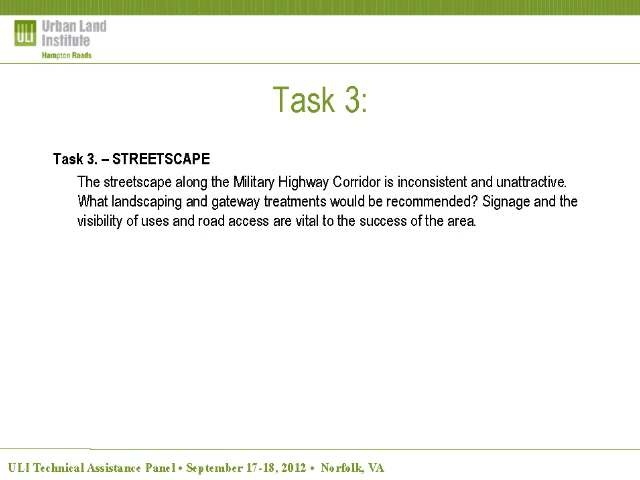 ULI Urban Land
Institute
Hampton Roads
Task 3:
Task 3. – STREETSCAPE
The streetscape along the Military Highway Corridor is inconsistent and unattractive.
What landscaping and gateway treatments would be recommended? Signage and the
visibility of uses and road access are vital to the success of the area.
ULI Technical Assistance Panel • September 17-18, 2012 • Norfolk, VA